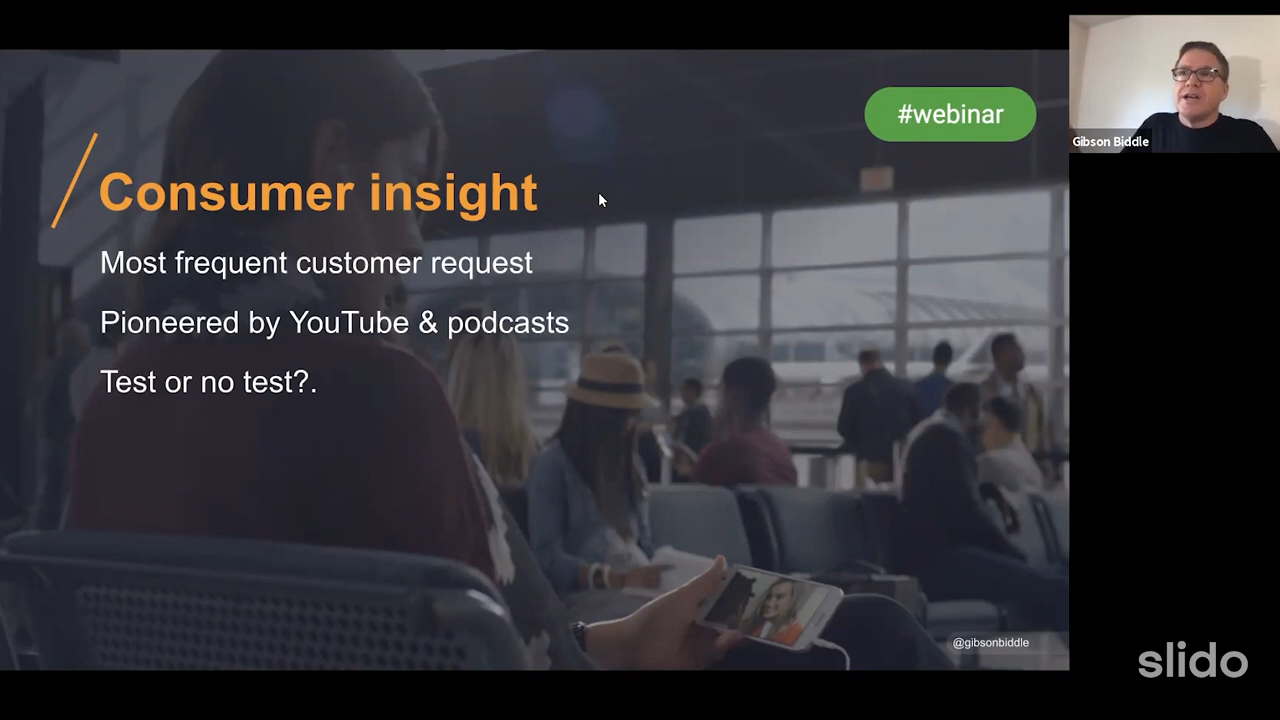 #webinar
Gibson Biddle
Consumer insight
Most frequent customer request
Pioneered by YouTube & podcasts
Test or no test?.
@gibsonbiddle
slido